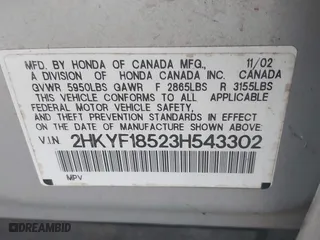 MFD. BY HONDA OF CANADA MFG., 11/02
A DIVISION OF HONDA CANADA INC. CANADA
GVWR 5950LBS GAWR F 2865LBS R 3155LBS
THIS VEHICLE CONFORMS TO ALL APPLICABLE
FEDERAL MOTOR VEHICLE SAFETY AND
THEFT PREVENTION STANDARDS IN EFFECT ON
THE DATE OF MANUFACTURE SHOWN ABOVE.
V.I.N. 2HKYF18523H543302
MPV
DREAMBID